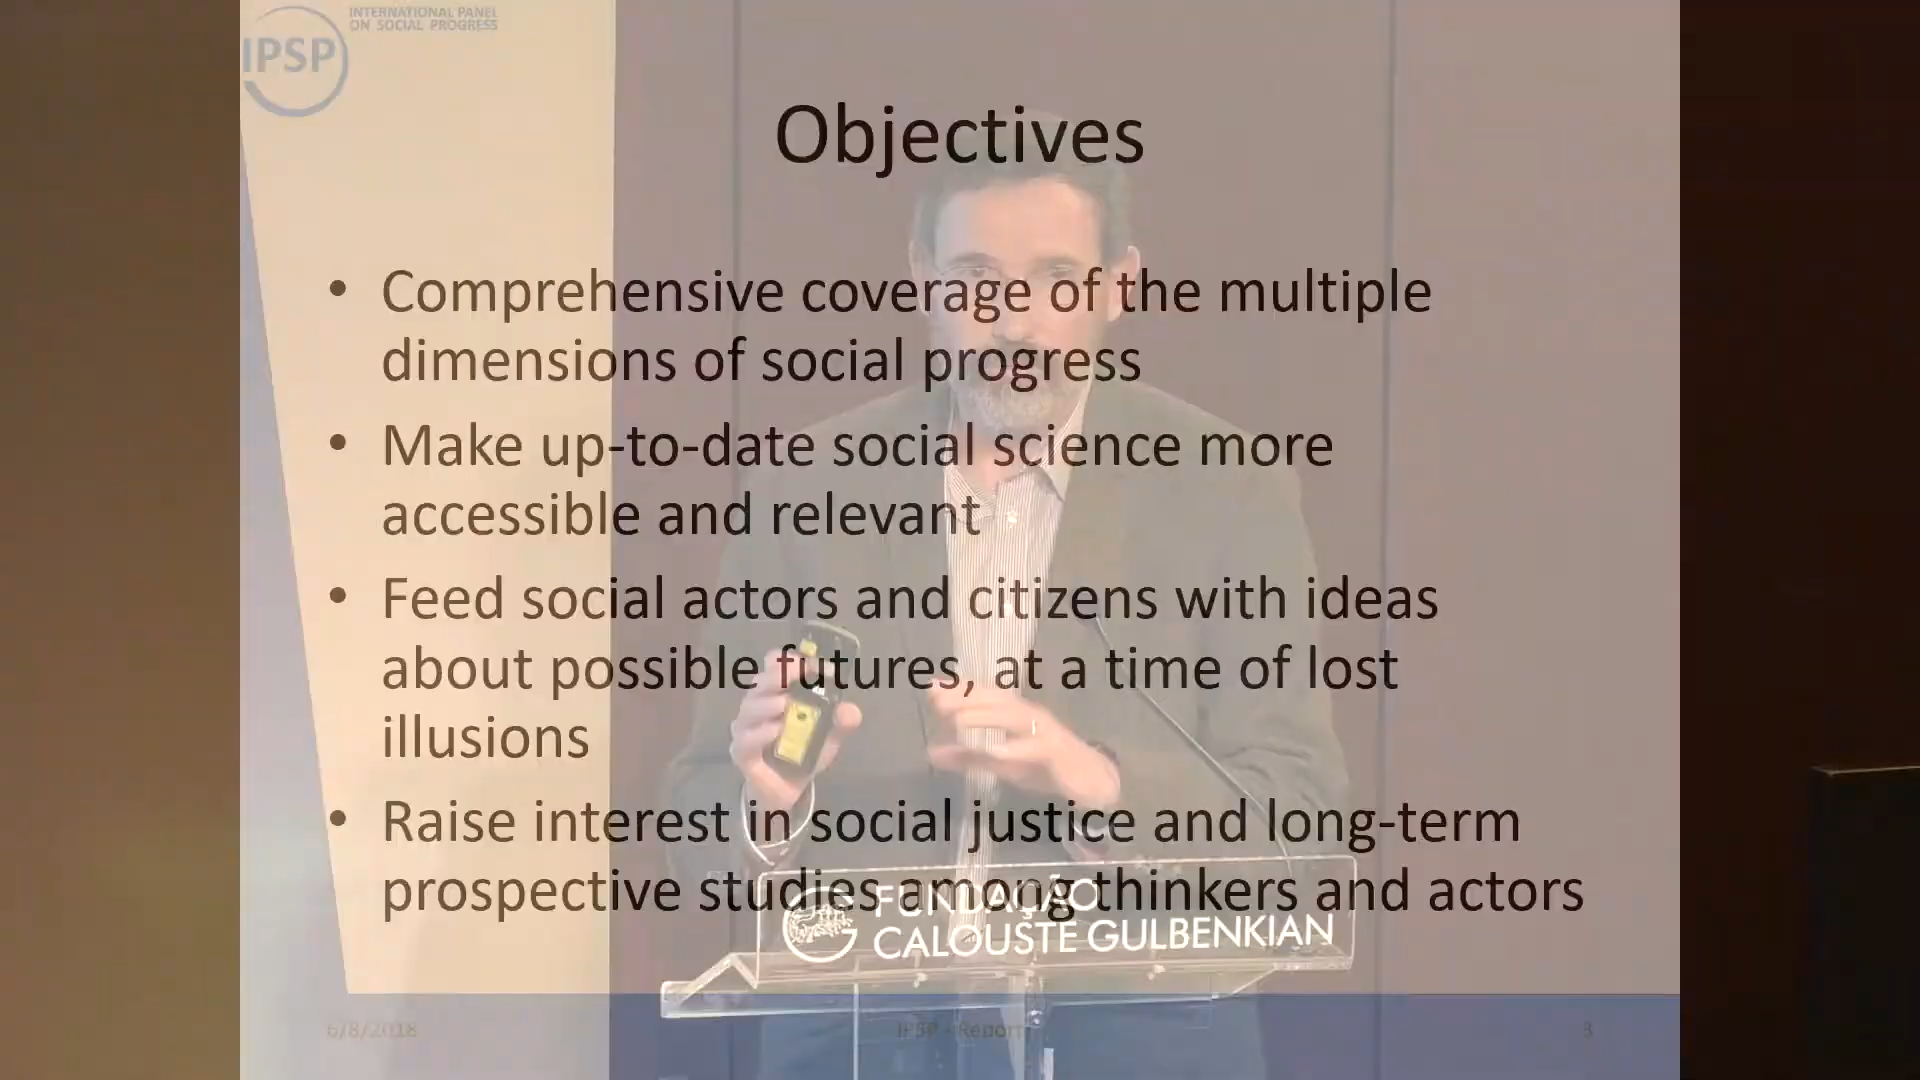 INTERNATIONAL PANEL
ON SOCIAL PROGRESS
IPSP
Objectives
• Comprehensive coverage of the multiple
dimensions of social progress
• Make up-to-date social science more
accessible and relevant
• Feed social actors and citizens with ideas
about possible futures, at a time of lost
illusions
• Raise interest in social justice and long-term
prospective studies among thinkers and actors
FUNDAÇÃO
CALOUSTE GULBENKIAN
6/8/2018
IPSP - Report
3